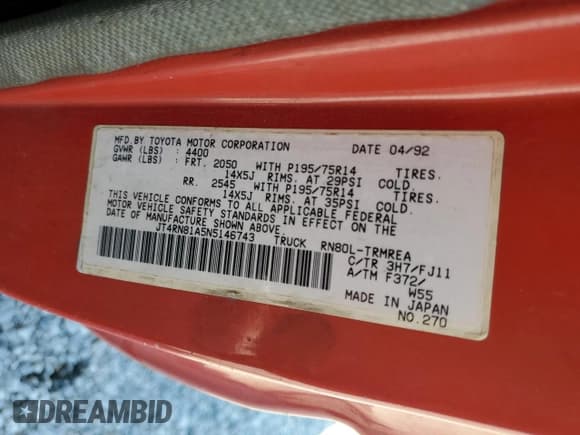 MFD.BY TOYOTA MOTOR CORPORATION DATE 04/92
GVWR (LBS) : 4400
GAWR (LBS) : FRT. 2050 WITH P195/75R14 TIRES.
14X5J RIMS. AT 29PSI COLD.
RR. 2545 WITH P195/75R14 TIRES.
14X5J RIMS. AT 35PSI COLD.
THIS VEHICLE CONFORMS TO ALL APPLICABLE FEDERAL
MOTOR VEHICLE SAFETY STANDARDS IN EFFECT ON THE
DATE OF MANUFACTURE SHOWN ABOVE.
JT4RN81A5N5146743 TRUCK RN80L-TRMREA
C/TR 3H7/FJ11
A/TM F372/
W55
MADE IN JAPAN
NO.270
DREAMBID